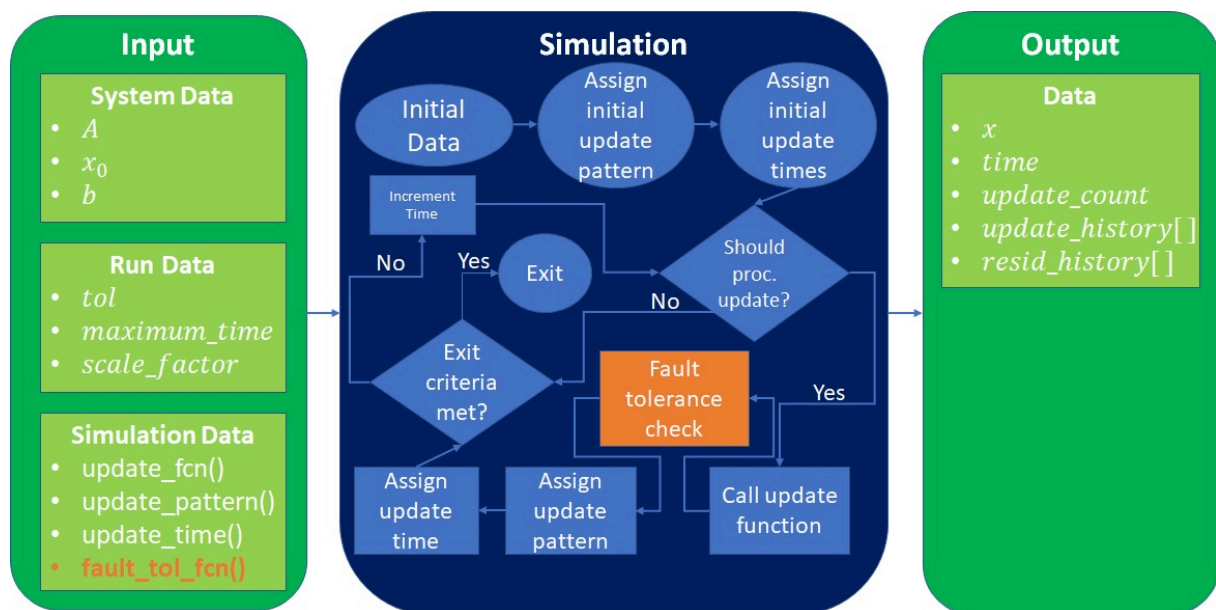 Input
System Data
• A
• x₀
• b
Run Data
• tol
• maximum_time
• scale_factor
Simulation Data
• update_fcn()
• update_pattern()
• update_time()
• fault_tol_fcn()
Simulation
Initial
Data
Assign
initial
update
pattern
Assign
initial
update
times
Increment
Time
Should
proc.
update?
No
Yes
Exit
No
Yes
Exit
criteria
met?
Fault
tolerance
check
Assign
update
time
Assign
update
pattern
Call update
function
Output
Data
• x
• time
• update_count
• update_history[ ]
• resid_history[ ]